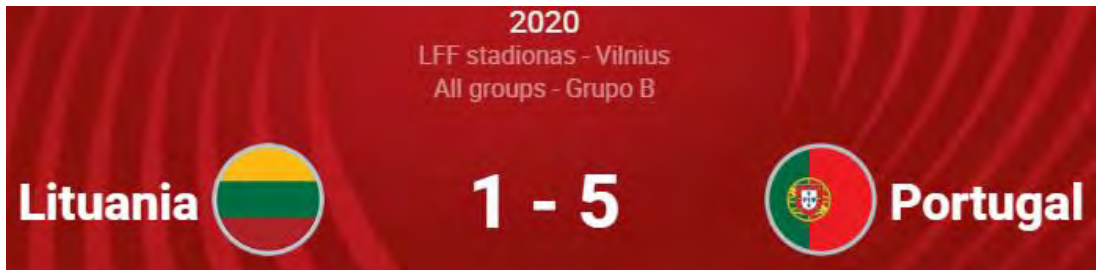 2020
LFF stadionas - Vilnius
All groups - Grupo B
Lituania 1 - 5 Portugal